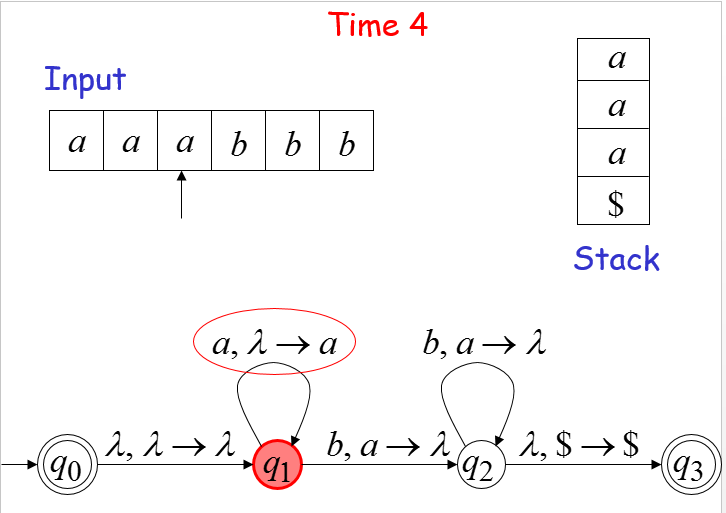 Time 4
Input
a a a b b b
a
a
a
$
Stack
a, λ → a
b, a → λ
λ, λ → λ
b, a → λ
λ, $ → $
q0
q1
q2
q3